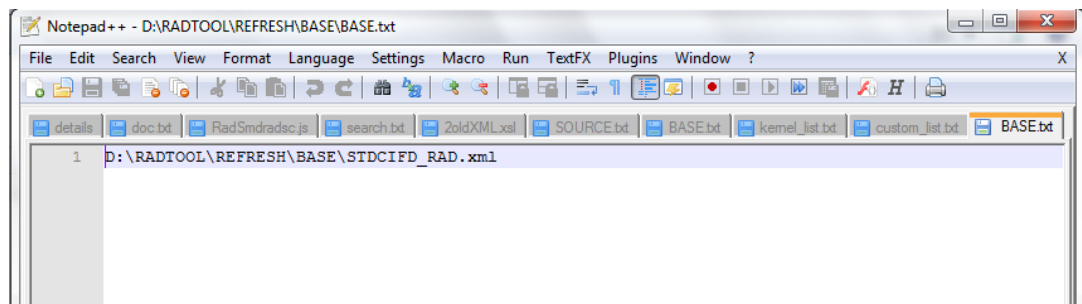 Notepad++ - D:\RADTOOL\REFRESH\BASE\BASE.txt
File Edit Search View Format Language Settings Macro Run TextFX Plugins Window ? X
details doc.txt RadSmdradsc.js search.txt 2oldXML.xsl SOURCE.txt BASE.txt kernel_list.txt custom_list.txt BASE.txt
1 D:\RADTOOL\REFRESH\BASE\STDCIFD_RAD.xml